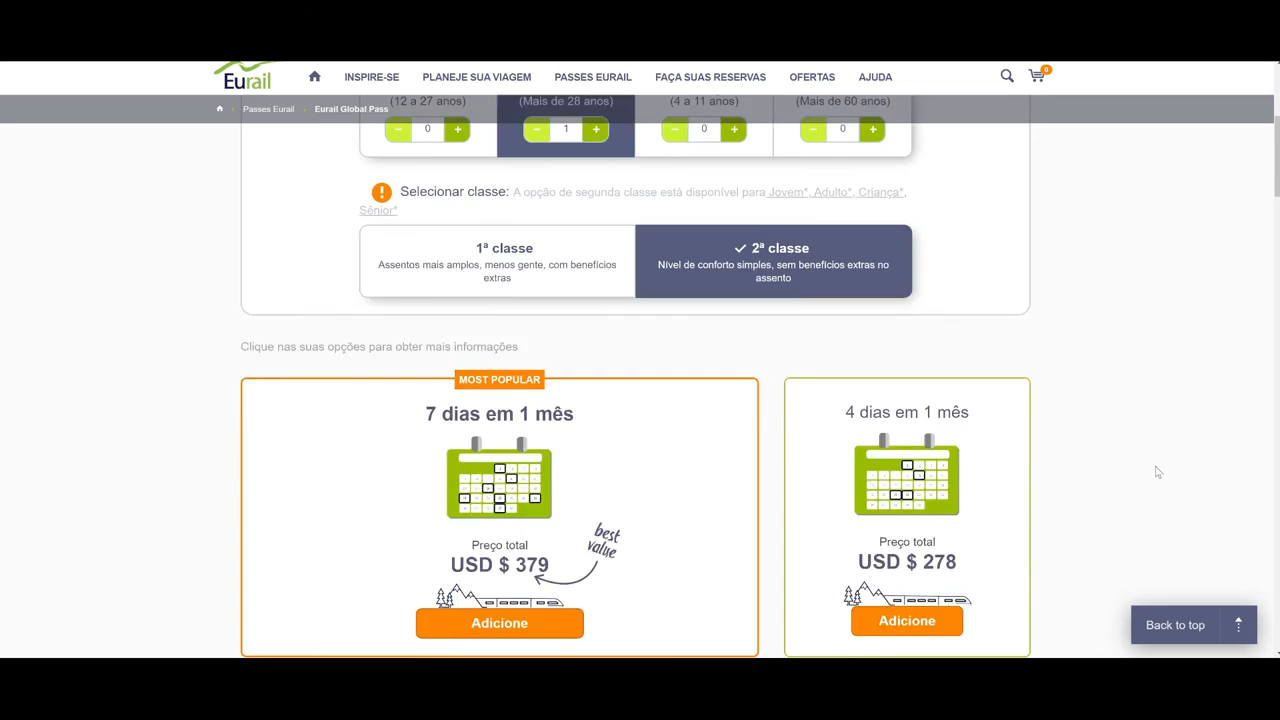 Eurail
INSPIRE-SE
PLANEJE SUA VIAGEM
PASSES EURAIL
FAÇA SUAS RESERVAS
OFERTAS
AJUDA
0
Passes Eurail
Eurail Global Pass
(12 a 27 anos)
(Mais de 28 anos)
(4 a 11 anos)
(Mais de 60 anos)
− 0 +
− 1 +
− 0 +
− 0 +
! Selecionar classe: A opção de segunda classe está disponível para Jovem*, Adulto*, Criança*,
Sênior*
1ª classe
Assentos mais amplos, menos gente, com benefícios
extras
2ª classe
Nível de conforto simples, sem benefícios extras no
assento
Clique nas suas opções para obter mais informações
MOST POPULAR
7 dias em 1 mês
Preço total
USD $ 379
best
value
Adicione
4 dias em 1 mês
Preço total
USD $ 278
Adicione
Back to top